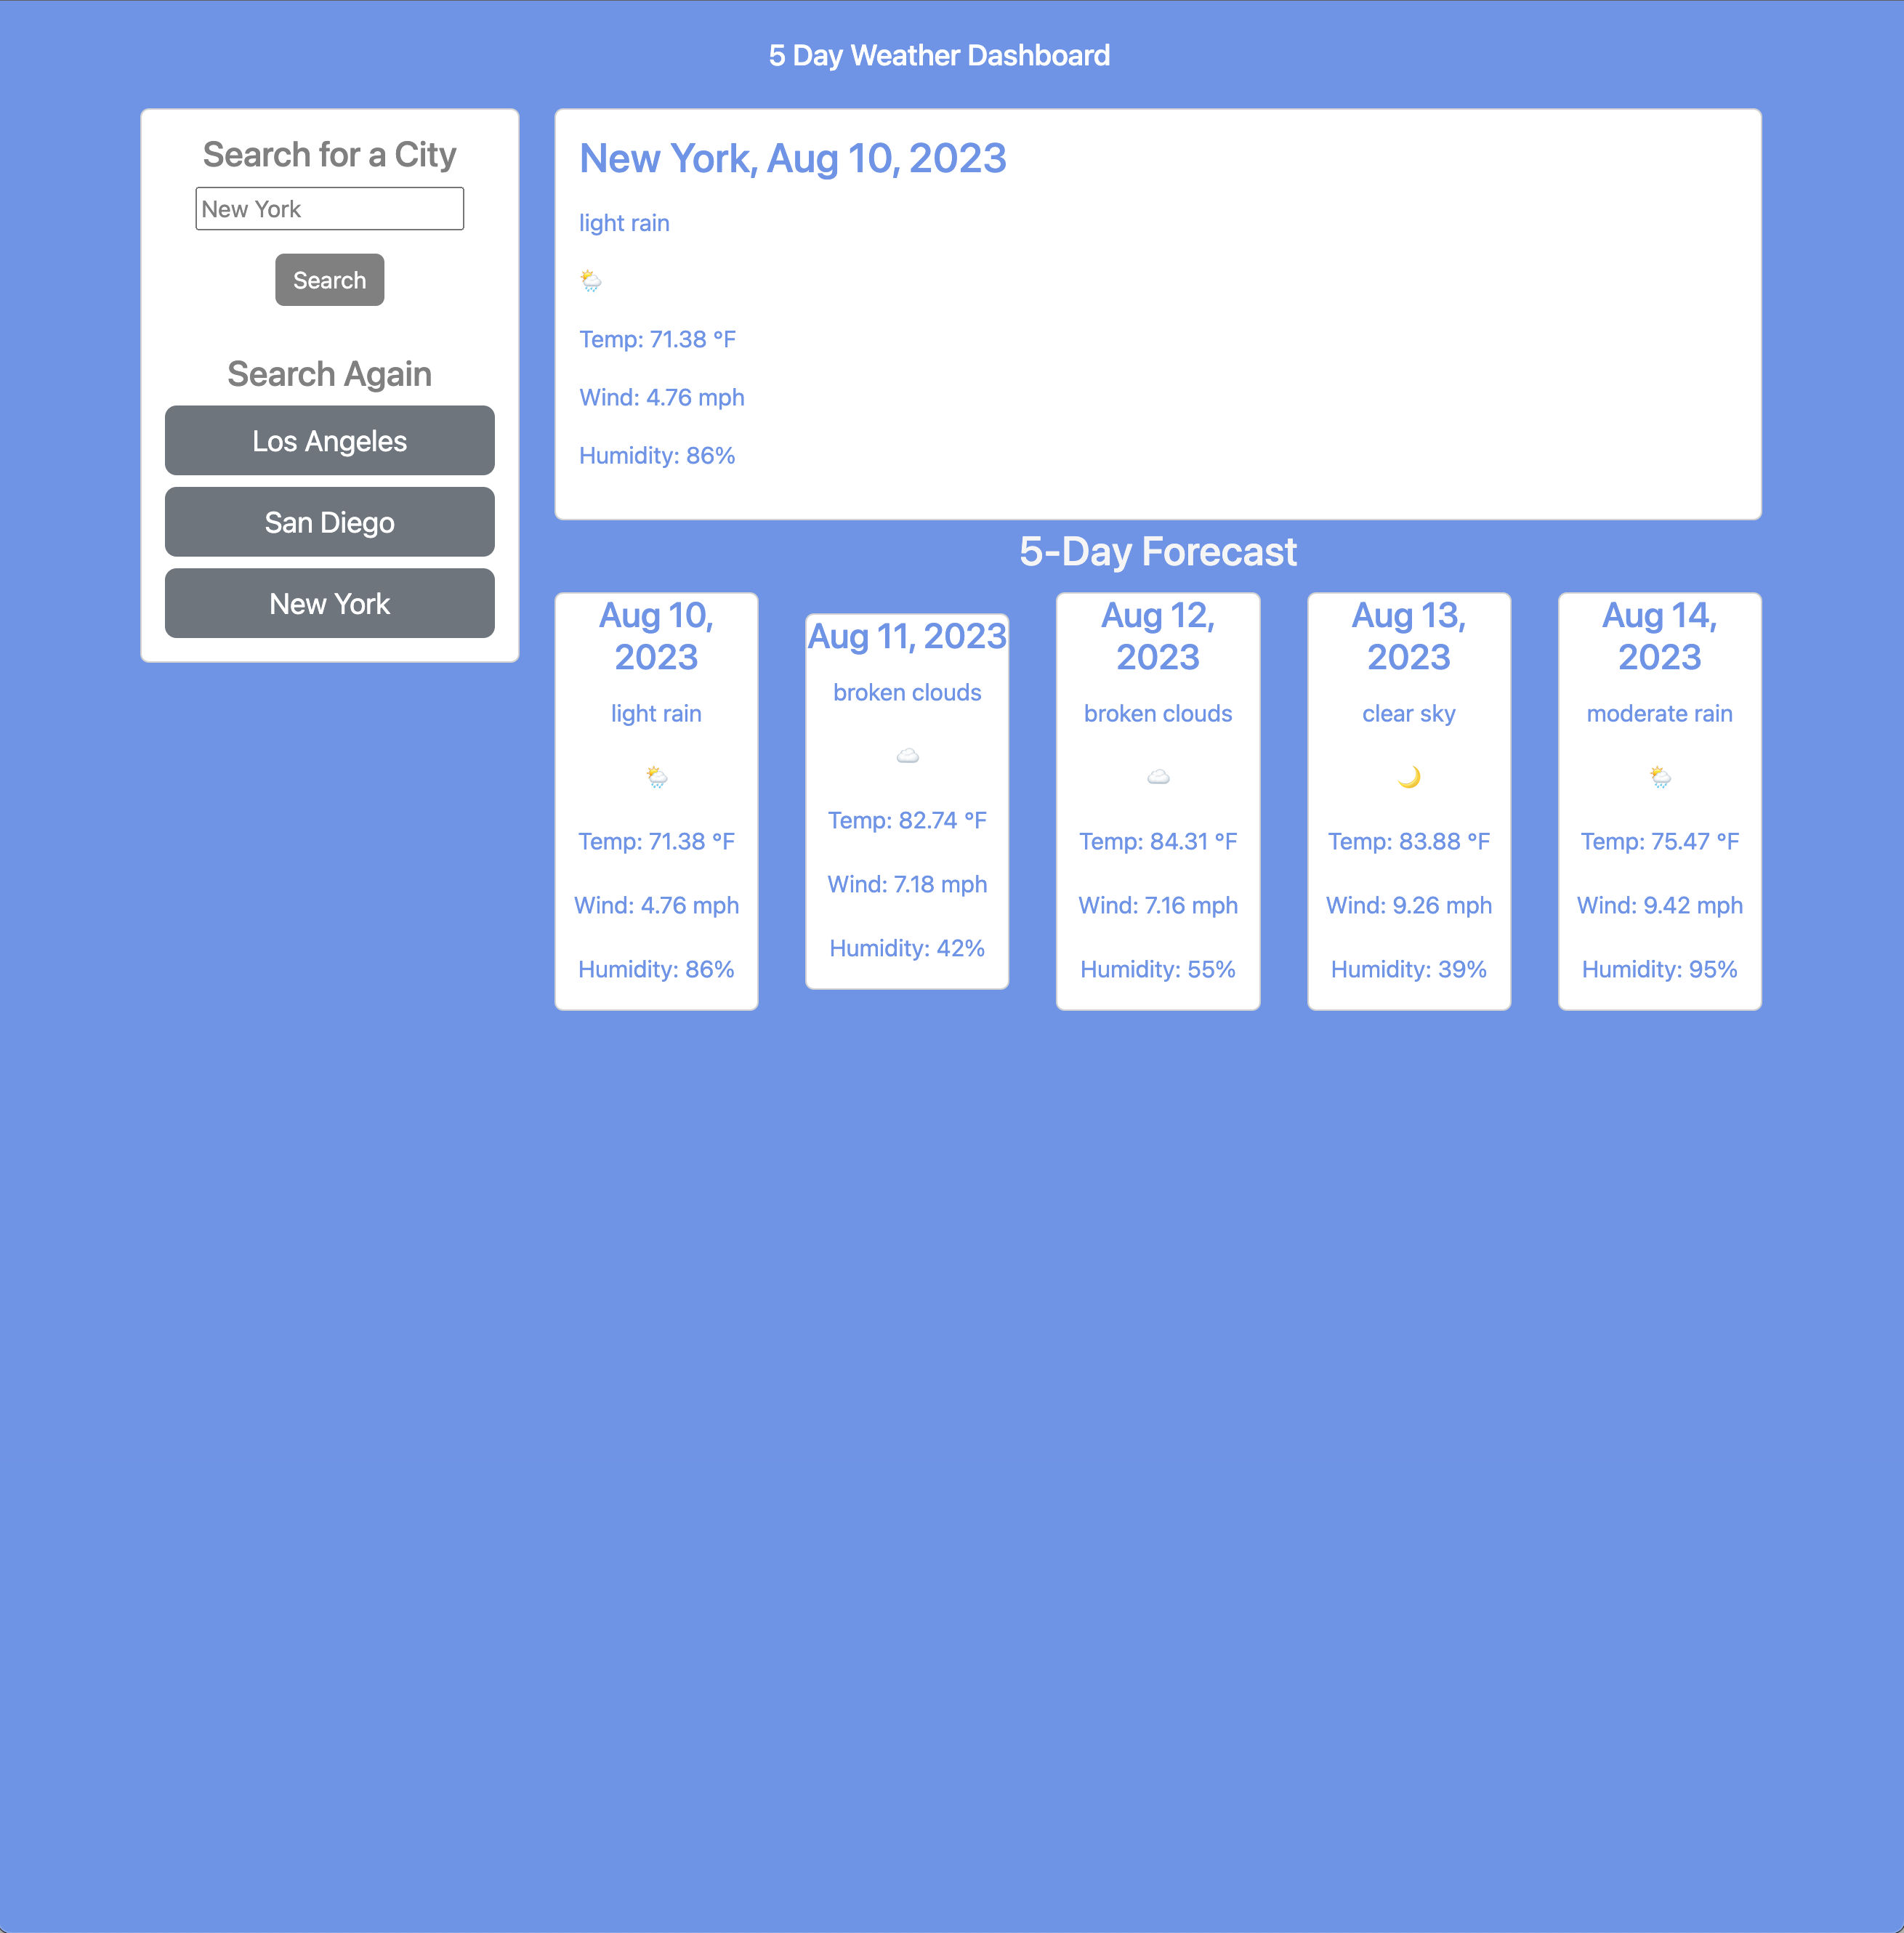 5 Day Weather Dashboard
Search for a City
New York
Search
Search Again
Los Angeles
San Diego
New York
New York, Aug 10, 2023
light rain
Temp: 71.38 °F
Wind: 4.76 mph
Humidity: 86%
5-Day Forecast
Aug 10,
2023
light rain
Temp: 71.38 °F
Wind: 4.76 mph
Humidity: 86%
Aug 11, 2023
broken clouds
Temp: 82.74 °F
Wind: 7.18 mph
Humidity: 42%
Aug 12,
2023
broken clouds
Temp: 84.31 °F
Wind: 7.16 mph
Humidity: 55%
Aug 13,
2023
clear sky
Temp: 83.88 °F
Wind: 9.26 mph
Humidity: 39%
Aug 14,
2023
moderate rain
Temp: 75.47 °F
Wind: 9.42 mph
Humidity: 95%